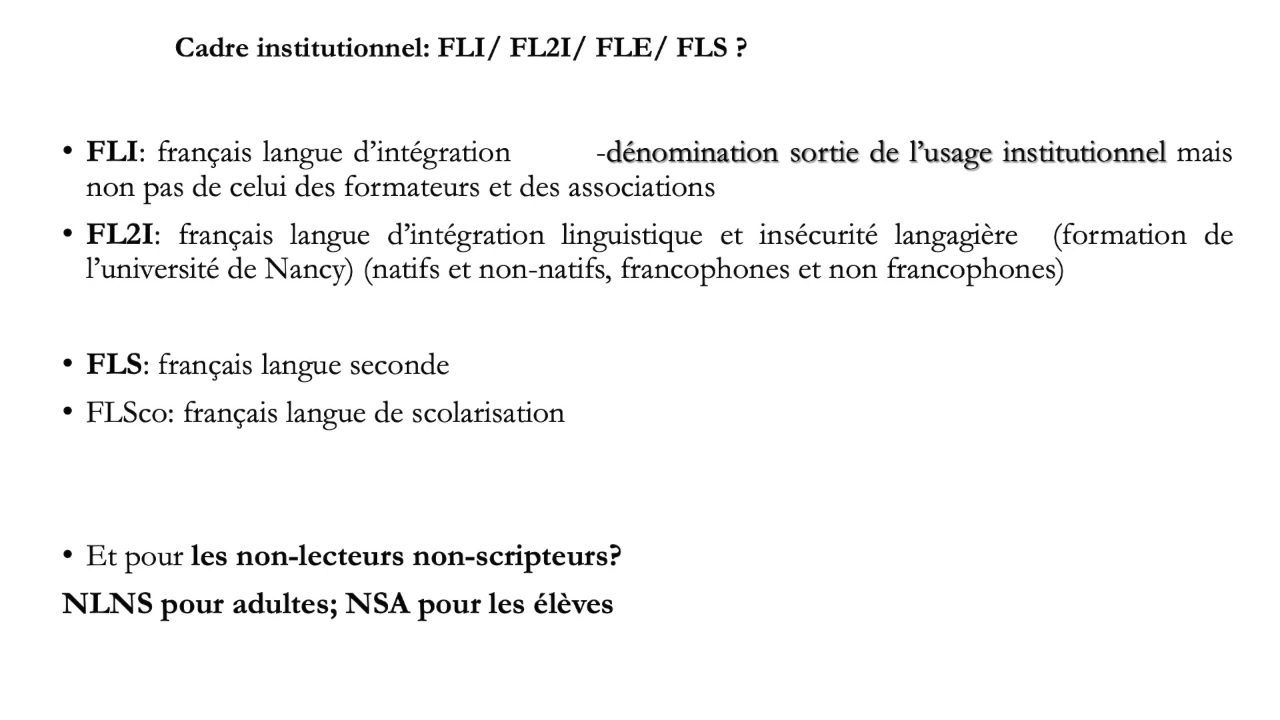 Cadre institutionnel: FLI/ FL2I/ FLE/ FLS ?
• FLI: français langue d’intégration -dénomination sortie de l’usage institutionnel mais
non pas de celui des formateurs et des associations
• FL2I: français langue d’intégration linguistique et insécurité langagière (formation de
l’université de Nancy) (natifs et non-natifs, francophones et non francophones)
• FLS: français langue seconde
• FLSco: français langue de scolarisation
• Et pour les non-lecteurs non-scripteurs?
NLNS pour adultes; NSA pour les élèves